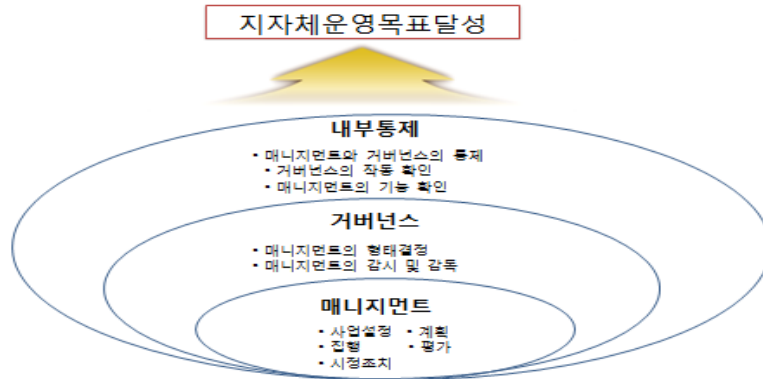 지자체운영목표달성
내부통제
• 매니지먼트와 거버넌스의 통제
• 거버넌스의 작동 확인
• 매니지먼트의 기능 확인
거버넌스
• 매니지먼트의 형태결정
• 매니지먼트의 감시 및 감독
매니지먼트
• 사업설정 • 계획
• 집행 • 평가
• 시정조치